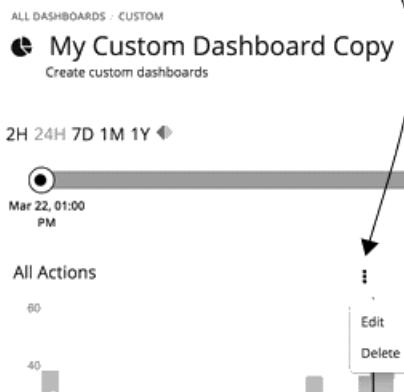 ALL DASHBOARDS / CUSTOM
My Custom Dashboard Copy
Create custom dashboards
2H 24H 7D 1M 1Y
Mar 22, 01:00
PM
All Actions
60
Edit
Delete
40